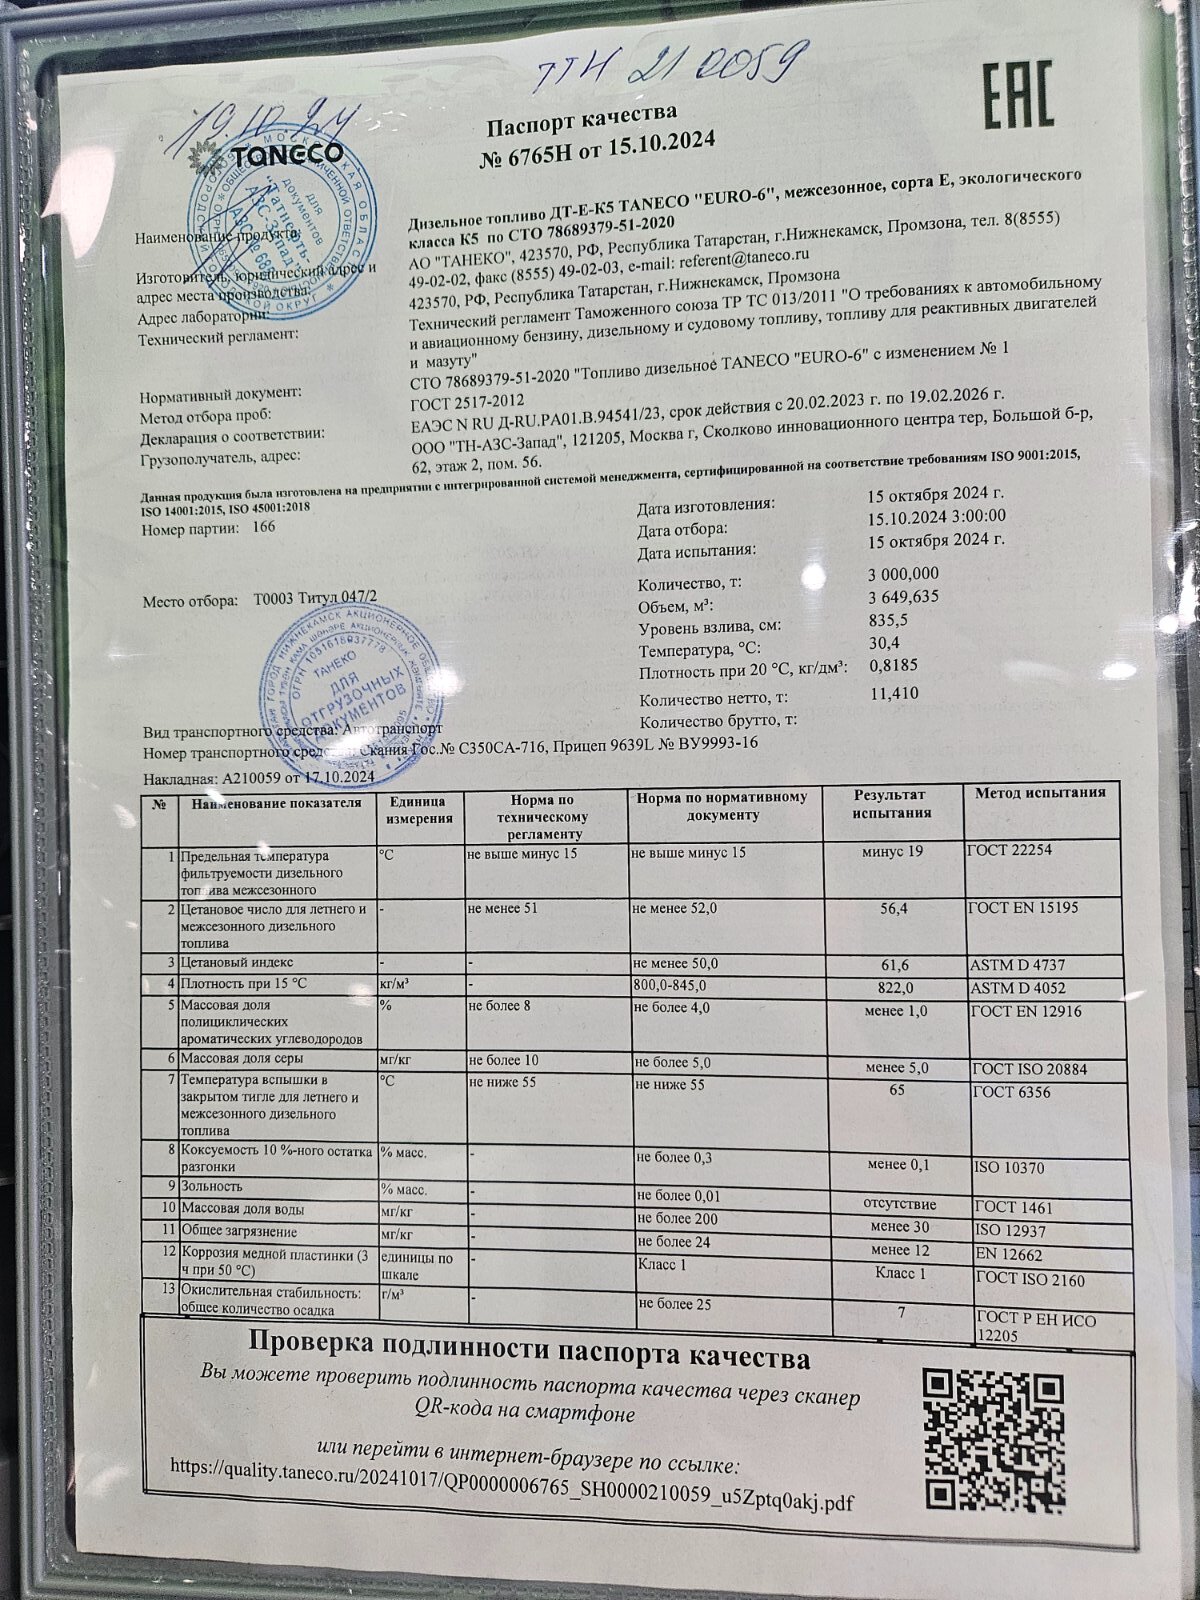 ТТН 210059
19.10.24
EAC
TANECO
Паспорт качества
№ 6765Н от 15.10.2024
Наименование продукта:
Дизельное топливо ДТ-Е-К5 TANECO "EURO-6", межсезонное, сорта Е, экологического
класса К5 по СТО 78689379-51-2020
Изготовитель, юридический адрес и
адрес места производства:
АО "ТАНЕКО", 423570, РФ, Республика Татарстан, г.Нижнекамск, Промзона, тел. 8(8555)
49-02-02, факс (8555) 49-02-03, e-mail: referent@taneco.ru
Адрес лаборатории:
423570, РФ, Республика Татарстан, г.Нижнекамск, Промзона
Технический регламент:
Технический регламент Таможенного союза ТР ТС 013/2011 "О требованиях к автомобильному
и авиационному бензину, дизельному и судовому топливу, топливу для реактивных двигателей
и мазуту"
Нормативный документ:
СТО 78689379-51-2020 "Топливо дизельное TANECO "EURO-6" с изменением № 1
Метод отбора проб:
ГОСТ 2517-2012
Декларация о соответствии:
ЕАЭС N RU Д-RU.РА01.В.94541/23, срок действия с 20.02.2023 г. по 19.02.2026 г.
Грузополучатель, адрес:
ООО "ТН-АЗС-Запад", 121205, Москва г, Сколково инновационного центра тер, Большой б-р,
62, этаж 2, пом. 56.
Данная продукция была изготовлена на предприятии с интегрированной системой менеджмента, сертифицированной на соответствие требованиям ISO 9001:2015,
ISO 14001:2015, ISO 45001:2018
Номер партии: 166
Дата изготовления: 15 октября 2024 г.
Дата отбора: 15.10.2024 3:00:00
Дата испытания: 15 октября 2024 г.
Место отбора: Т0003 Титул 047/2
Количество, т: 3 000,000
Объем, м³: 3 649,635
Уровень взлива, см: 835,5
Температура, °С: 30,4
Плотность при 20 °С, кг/дм³: 0,8185
Количество нетто, т: 11,410
Количество брутто, т:
ТАНЕКО
ДЛЯ
ОТГРУЗОЧНЫХ
ДОКУМЕНТОВ
Вид транспортного средства: Автотранспорт
Номер транспортного средства: Скания Гос.№ С350СА-716, Прицеп 9639L № ВУ9993-16
Накладная: А210059 от 17.10.2024
№ Наименование показателя Единица измерения Норма по техническому регламенту Норма по нормативному документу Результат испытания Метод испытания
1 Предельная температура фильтруемости дизельного топлива межсезонного °С не выше минус 15 не выше минус 15 минус 19 ГОСТ 22254
2 Цетановое число для летнего и межсезонного дизельного топлива - не менее 51 не менее 52,0 56,4 ГОСТ EN 15195
3 Цетановый индекс - - не менее 50,0 61,6 ASTM D 4737
4 Плотность при 15 °С кг/м³ - 800,0-845,0 822,0 ASTM D 4052
5 Массовая доля полициклических ароматических углеводородов % не более 8 не более 4,0 менее 1,0 ГОСТ EN 12916
6 Массовая доля серы мг/кг не более 10 не более 5,0 менее 5,0 ГОСТ ISO 20884
7 Температура вспышки в закрытом тигле для летнего и межсезонного дизельного топлива °С не ниже 55 не ниже 55 65 ГОСТ 6356
8 Коксуемость 10 %-ного остатка разгонки % масс. - не более 0,3 менее 0,1 ISO 10370
9 Зольность % масс. - не более 0,01 отсутствие ГОСТ 1461
10 Массовая доля воды мг/кг - не более 200 менее 30 ISO 12937
11 Общее загрязнение мг/кг - не более 24 менее 12 EN 12662
12 Коррозия медной пластинки (3 ч при 50 °С) единицы по шкале - Класс 1 Класс 1 ГОСТ ISO 2160
13 Окислительная стабильность: общее количество осадка г/м³ - не более 25 7 ГОСТ Р ЕН ИСО 12205
Проверка подлинности паспорта качества
Вы можете проверить подлинность паспорта качества через сканер
QR-кода на смартфоне
или перейти в интернет-браузере по ссылке:
https://quality.taneco.ru/20241017/QP0000006765_SH0000210059_u5Zptq0akj.pdf